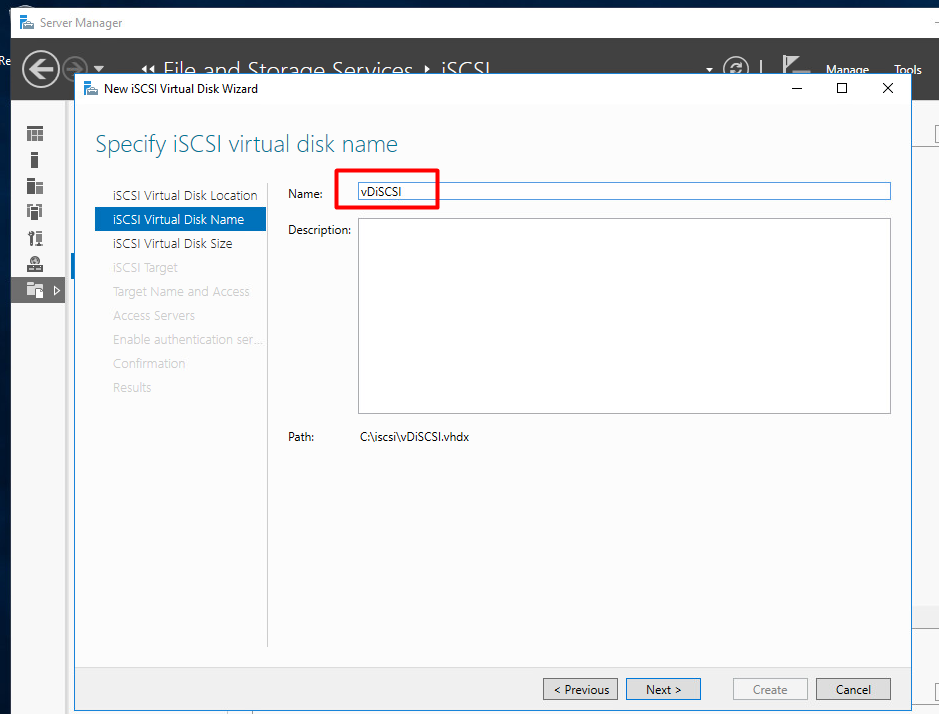 Server Manager
Re
File and Storage Services iSCSI
Manage Tools
New iSCSI Virtual Disk Wizard
Specify iSCSI virtual disk name
iSCSI Virtual Disk Location
iSCSI Virtual Disk Name
iSCSI Virtual Disk Size
iSCSI Target
Target Name and Access
Access Servers
Enable authentication ser...
Confirmation
Results
Name: vDiSCSI
Description:
Path: C:\iscsi\vDiSCSI.vhdx
< Previous Next > Create Cancel